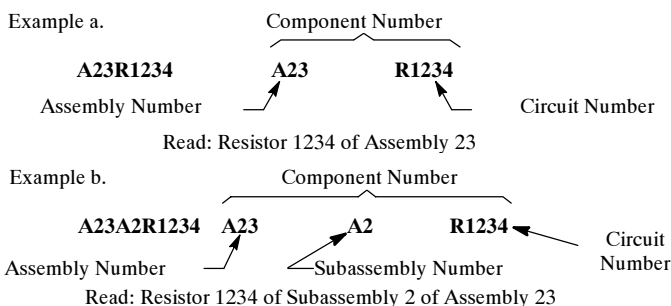 Example a. Component Number
A23R1234 A23 R1234
Assembly Number Circuit Number
Read: Resistor 1234 of Assembly 23
Example b. Component Number
A23A2R1234 A23 A2 R1234
Circuit
Number
Assembly Number Subassembly Number
Read: Resistor 1234 of Subassembly 2 of Assembly 23